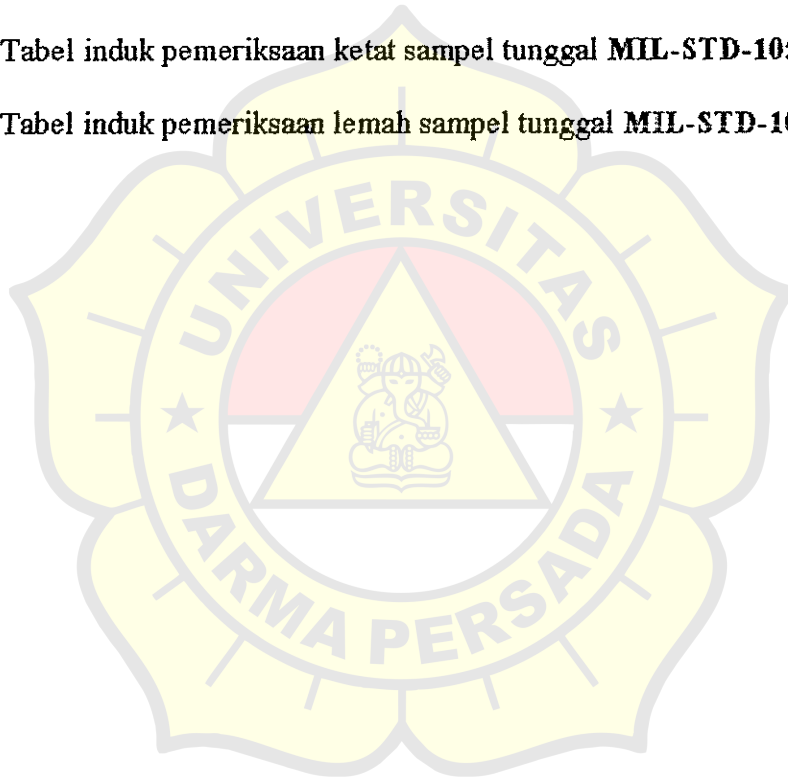 Tabel induk pemeriksaan ketat sampel tunggal MIL-STD-105
Tabel induk pemeriksaan lemah sampel tunggal MIL-STD-10
UNIVERSITAS
DARMA PERSADA